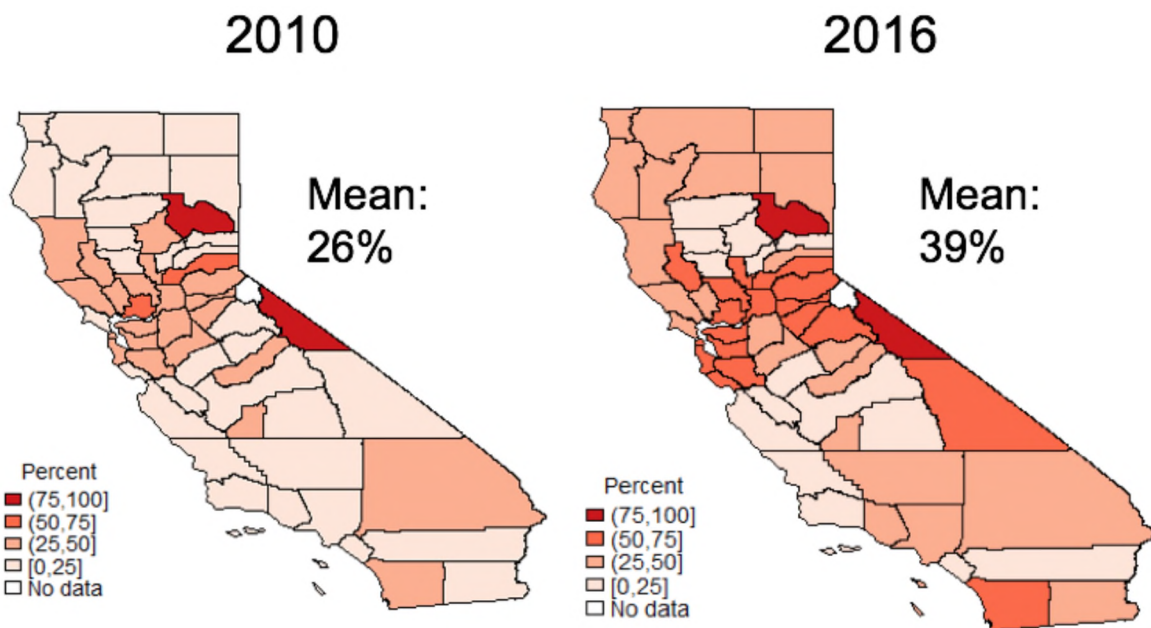 2010
Mean:
26%
Percent
(75,100]
(50,75]
(25,50]
[0,25]
No data
2016
Mean:
39%
Percent
(75,100]
(50,75]
(25,50]
[0,25]
No data